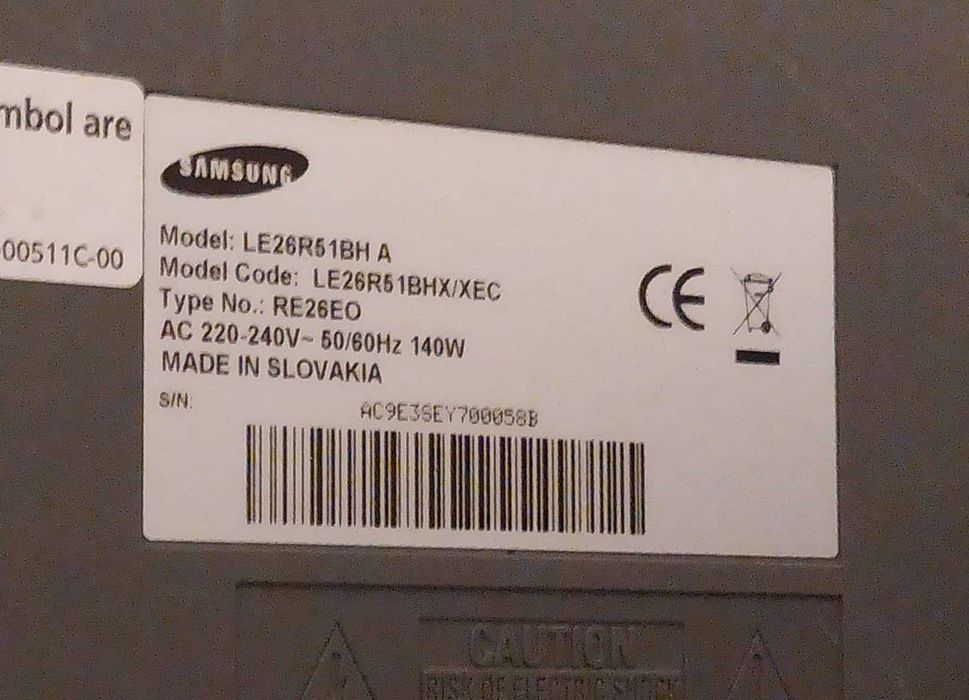 mbol are
00511C-00
SAMSUNG
Model: LE26R51BH A
Model Code: LE26R51BHX/XEC
Type No.: RE26EO
AC 220-240V~ 50/60Hz 140W
MADE IN SLOVAKIA
S/N:
AC9E3SEY700058B
CE
CAUTION
RISK OF ELECTRIC SHOCK